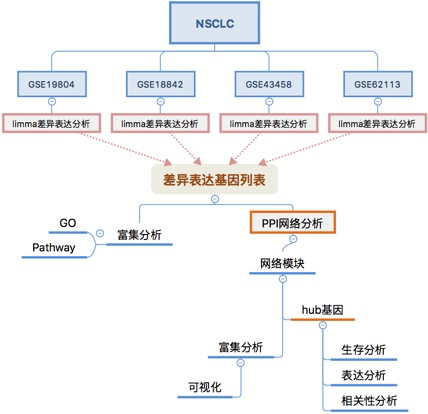 NSCLC
GSE19804
GSE18842
GSE43458
GSE62113
limma差异表达分析
limma差异表达分析
limma差异表达分析
limma差异表达分析
差异表达基因列表
GO
Pathway
富集分析
PPI网络分析
网络模块
hub基因
富集分析
可视化
生存分析
表达分析
相关性分析